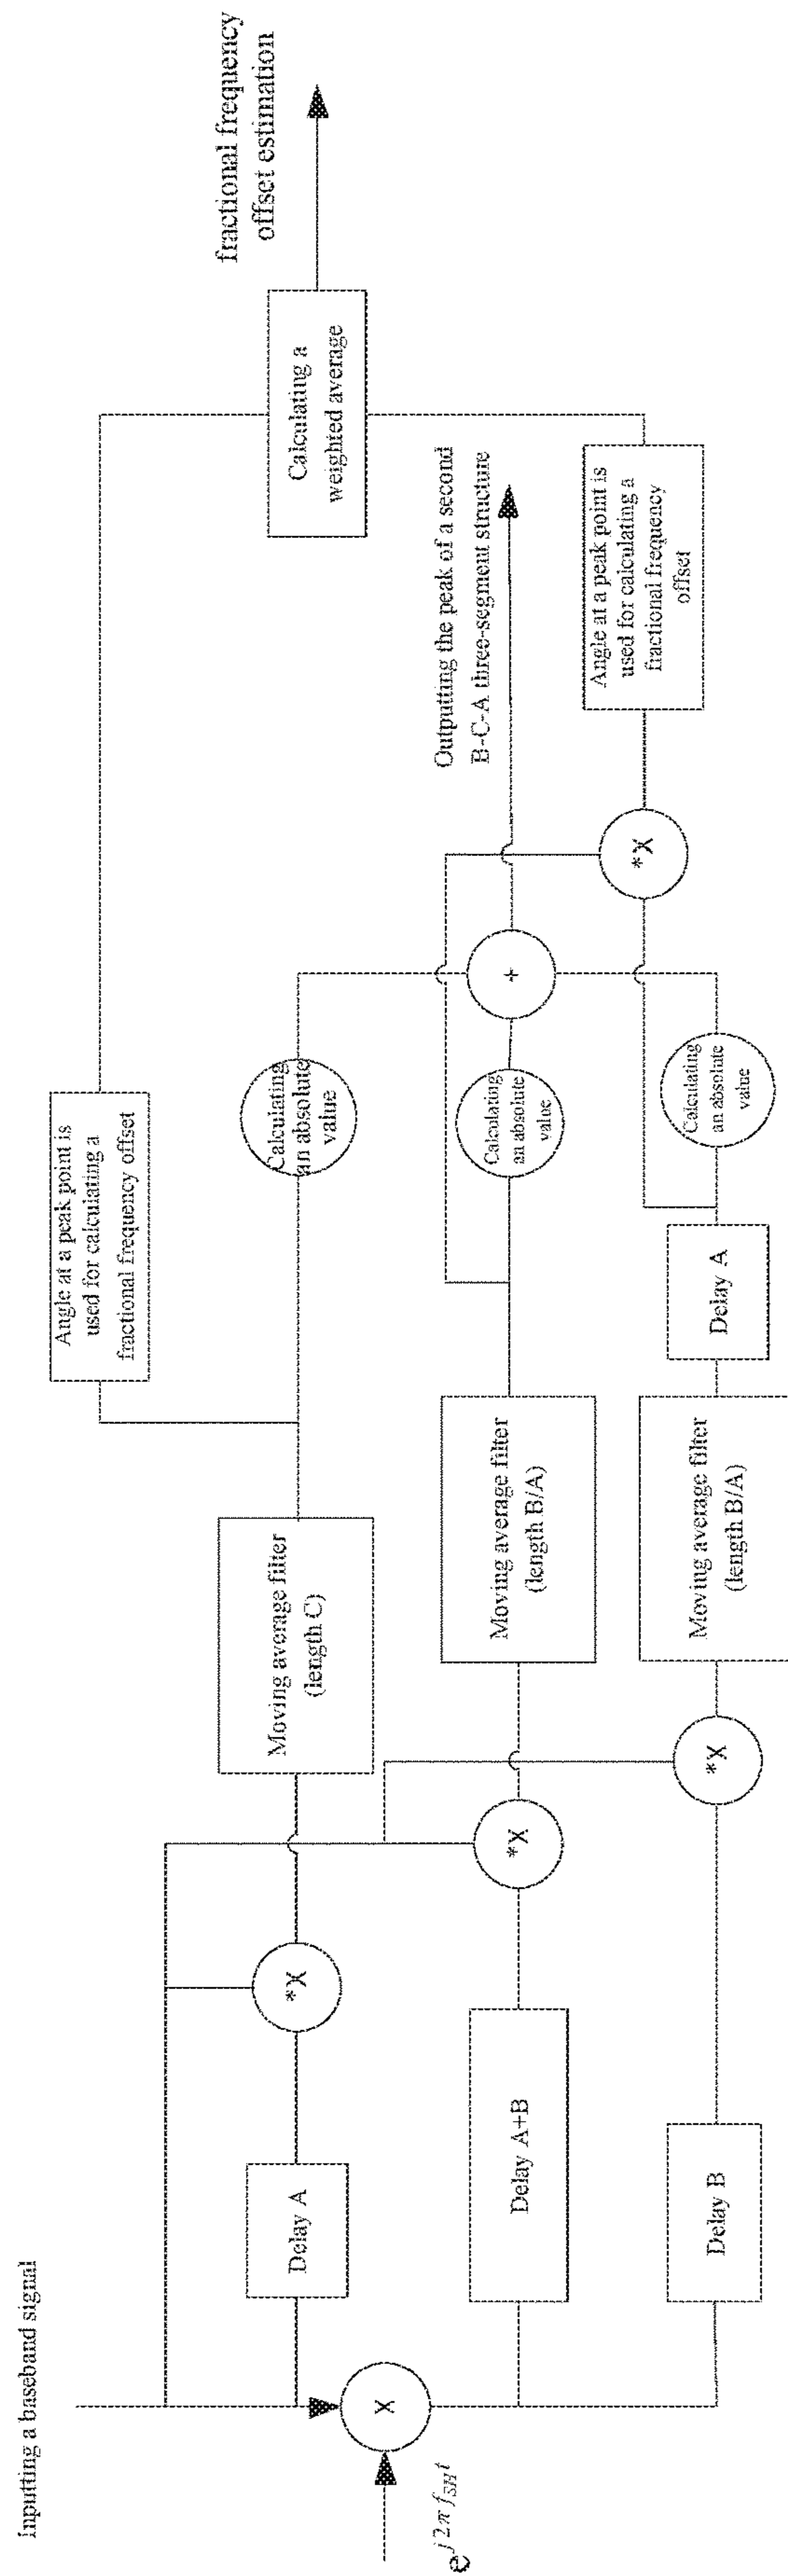 Inputting a baseband signal
e^{j2πf_{SH}t}
X
Delay A
*X
Moving average filter
(length C)
Angle at a peak point is
used for calculating a
fractional frequency offset
Calculating
an absolute
value
Delay A+B
*X
Moving average filter
(length B/A)
Calculating
an absolute
value
+
Outputting the peak of a second
B-C-A three-segment structure
Delay B
*X
Moving average filter
(length B/A)
Delay A
Calculating
an absolute
value
*X
Angle at a peak point is
used for calculating a
fractional frequency
offset
Calculating a
weighted average
fractional frequency
offset estimation